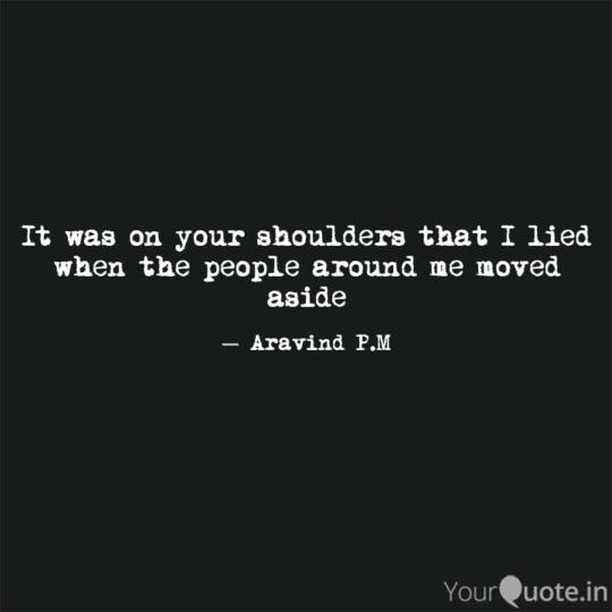 It was on your shoulders that I lied
when the people around me moved
aside
— Aravind P.M
YourQuote.in